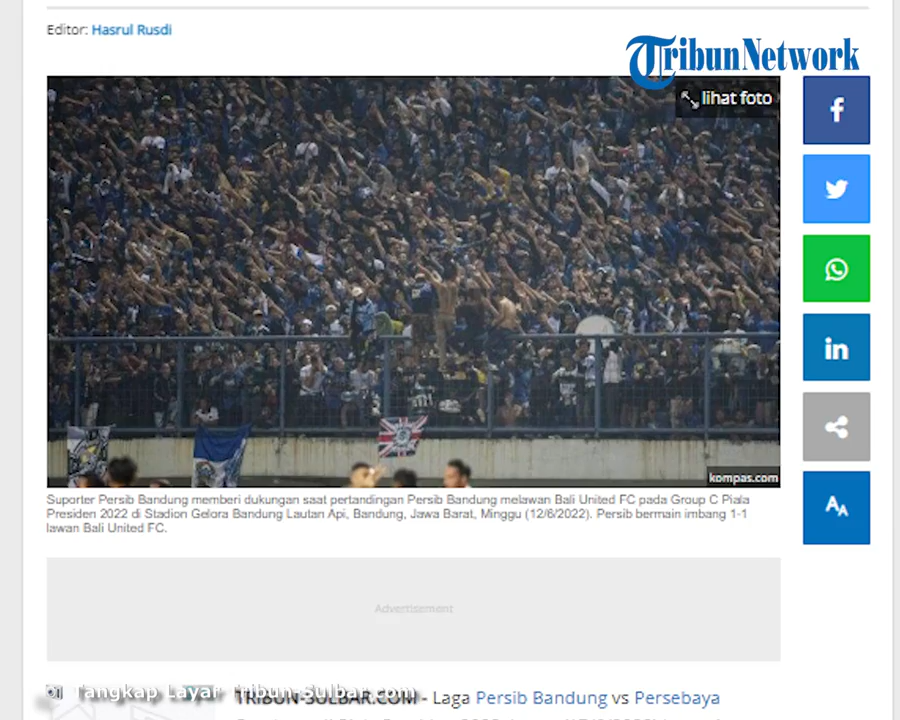 Editor: Hasrul Rusdi
TribunNetwork
lihat foto
kompas.com
Suporter Persib Bandung memberi dukungan saat pertandingan Persib Bandung melawan Bali United FC pada Group C Piala
Presiden 2022 di Stadion Gelora Bandung Lautan Api, Bandung, Jawa Barat, Minggu (12/6/2022). Persib bermain imbang 1-1
lawan Bali United FC.
Advertisement
Tangkap Layar Tribun-Sulbar.com
TRIBUN-SULBAR.COM - Laga Persib Bandung vs Persebaya